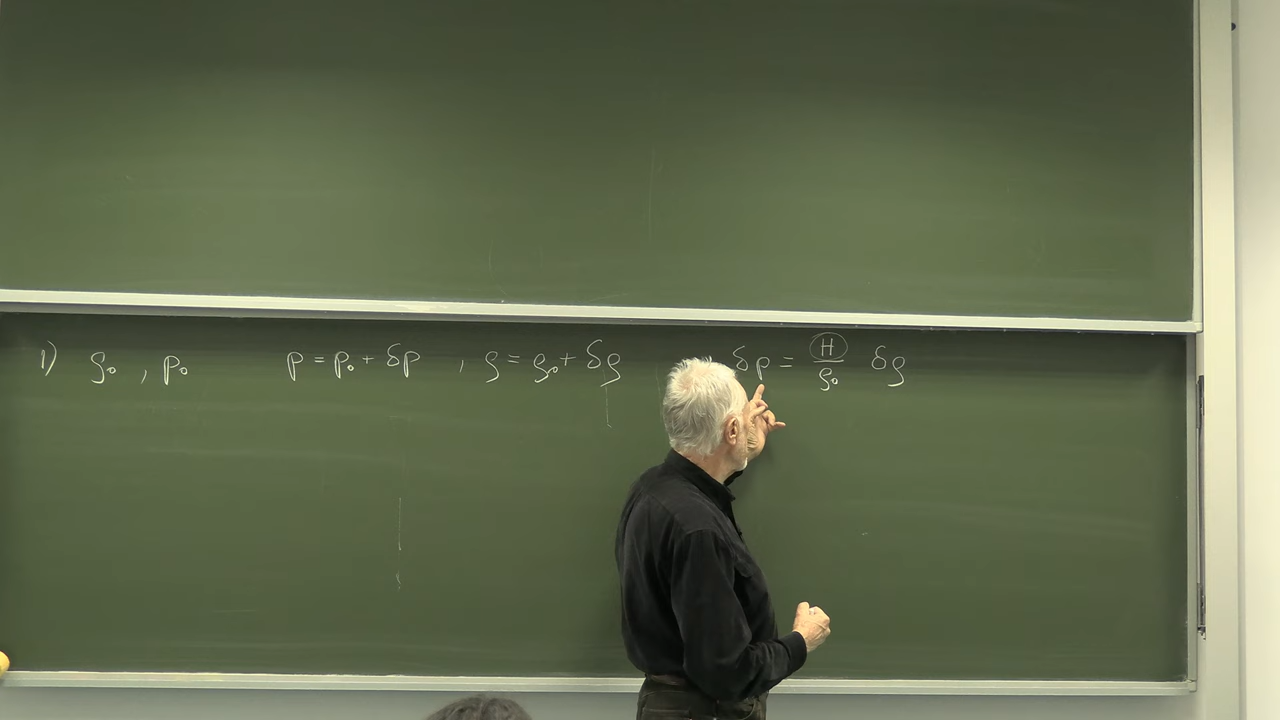 1) ρ₀ , p₀ p = p₀ + δp , ρ = ρ₀ + δρ δp = H/ρ₀ δρ